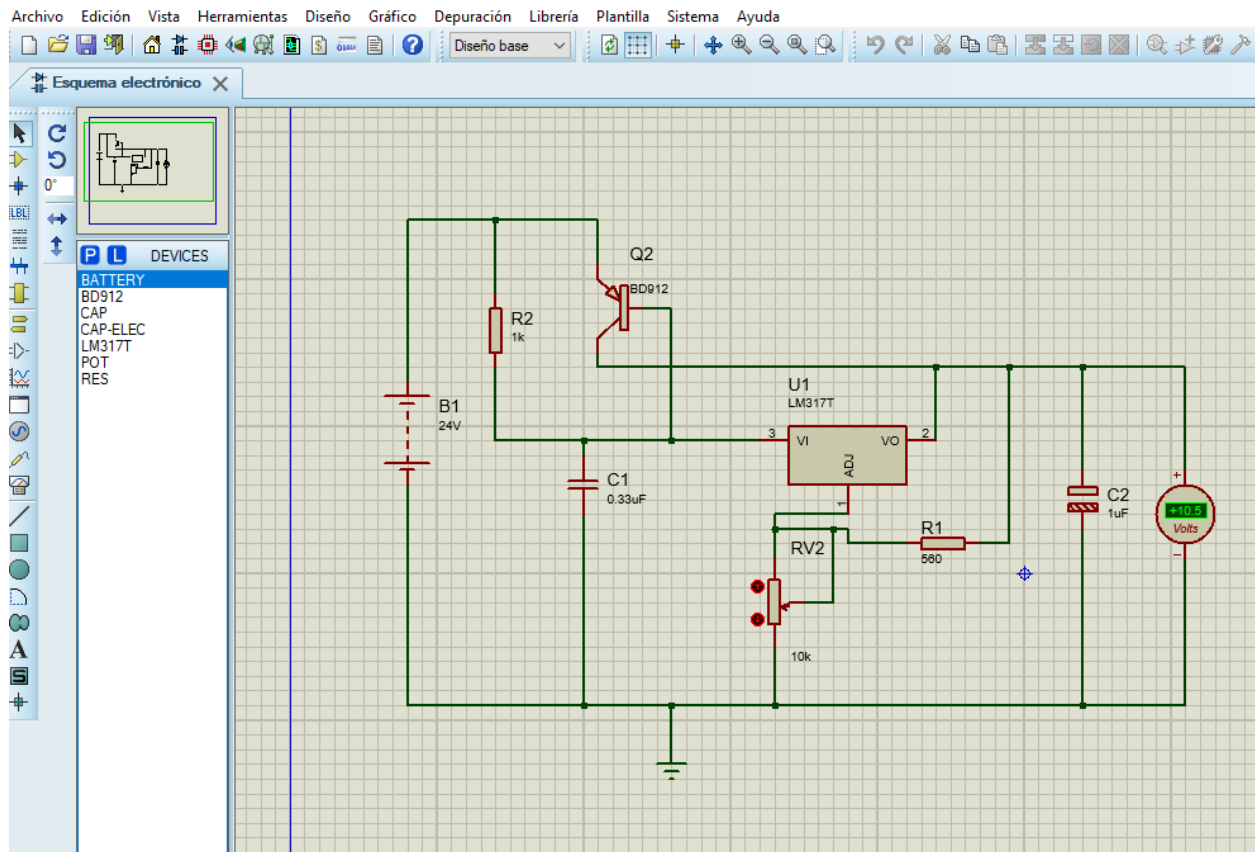 Archivo Edición Vista Herramientas Diseño Gráfico Depuración Librería Plantilla Sistema Ayuda
Diseño base
Esquema electrónico
0°
LBL
P L DEVICES
BATTERY
BD912
CAP
CAP-ELEC
LM317T
POT
RES
A
S
Q2
BD912
R2
1k
B1
24V
U1
LM317T
3 VI VO 2
ADJ
1
C1
0.33uF
C2
1uF
+
+10.5
Volts
−
R1
560
RV2
10k